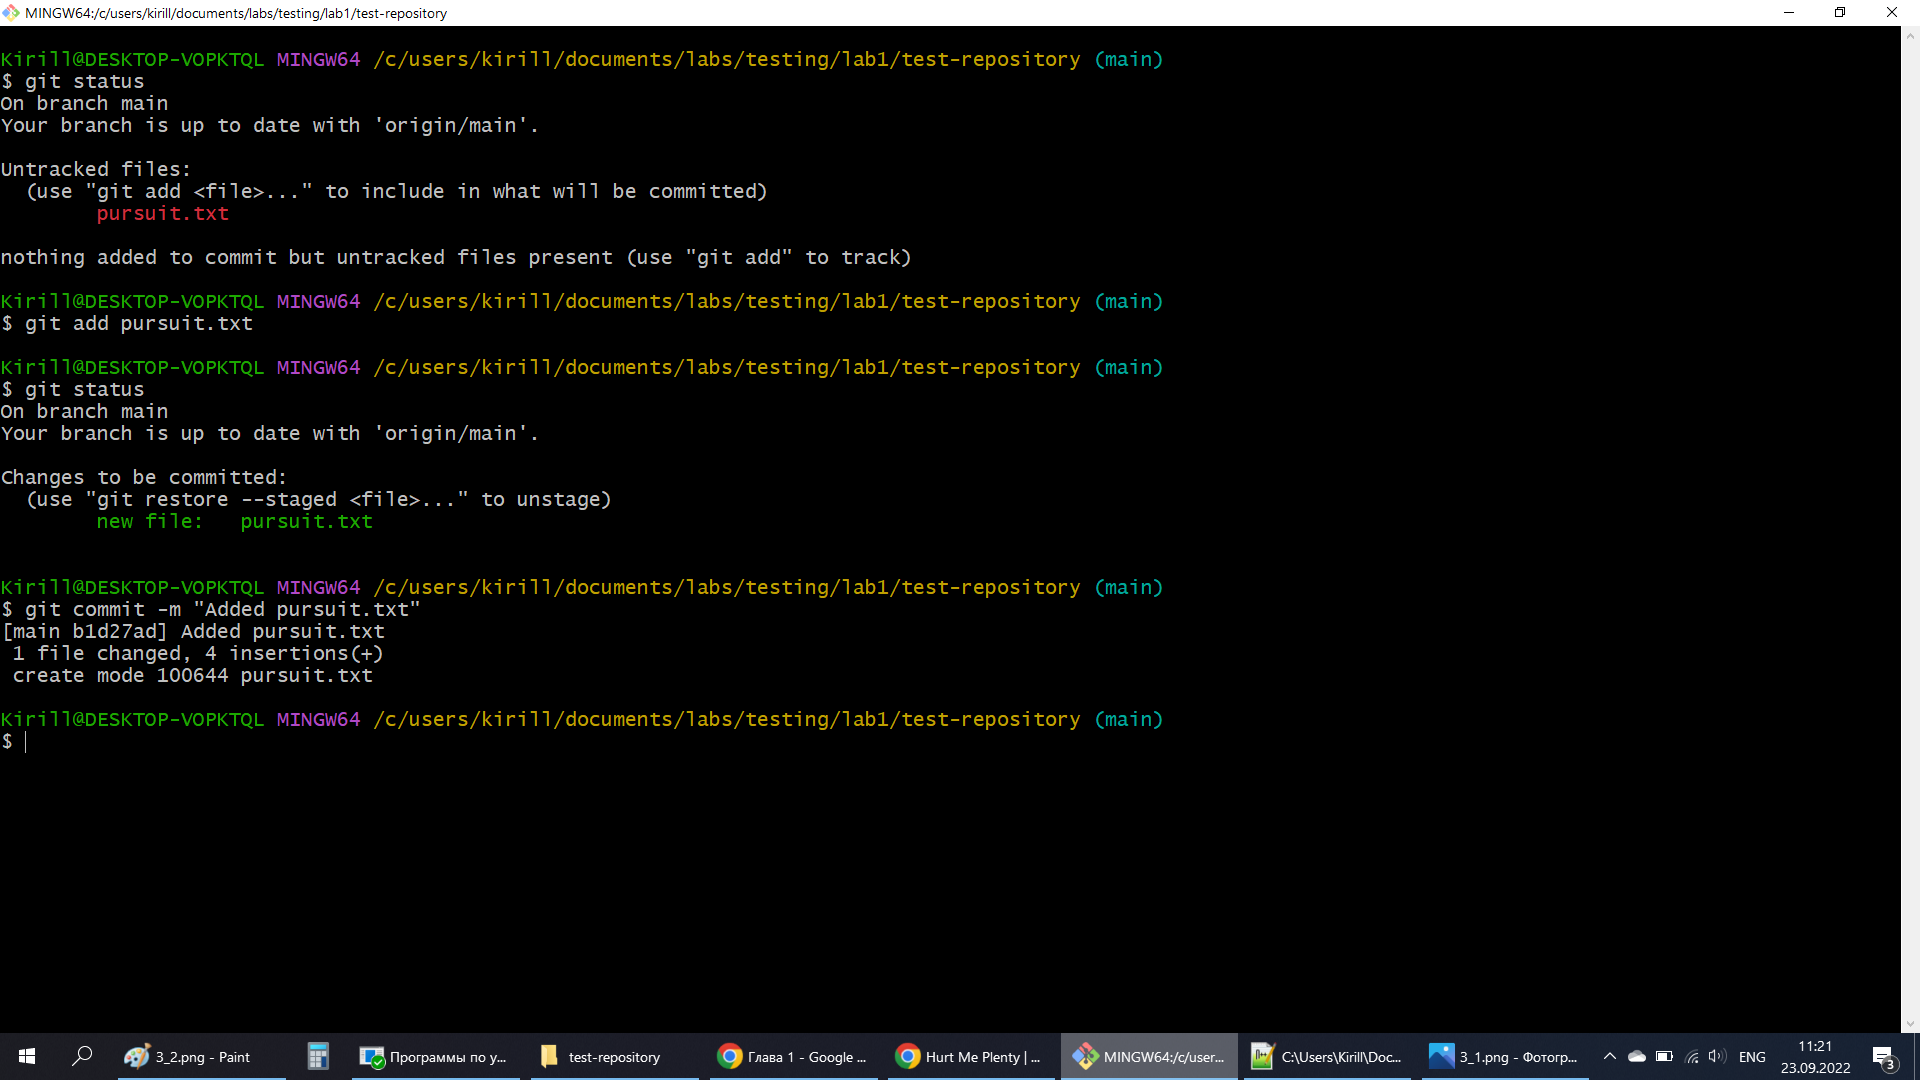 MINGW64:/c/users/kirill/documents/labs/testing/lab1/test-repository
Kirill@DESKTOP-VOPKTQL MINGW64 /c/users/kirill/documents/labs/testing/lab1/test-repository (main)
$ git status
On branch main
Your branch is up to date with 'origin/main'.
Untracked files:
  (use "git add <file>..." to include in what will be committed)
        pursuit.txt
nothing added to commit but untracked files present (use "git add" to track)
Kirill@DESKTOP-VOPKTQL MINGW64 /c/users/kirill/documents/labs/testing/lab1/test-repository (main)
$ git add pursuit.txt
Kirill@DESKTOP-VOPKTQL MINGW64 /c/users/kirill/documents/labs/testing/lab1/test-repository (main)
$ git status
On branch main
Your branch is up to date with 'origin/main'.
Changes to be committed:
  (use "git restore --staged <file>..." to unstage)
        new file:   pursuit.txt
Kirill@DESKTOP-VOPKTQL MINGW64 /c/users/kirill/documents/labs/testing/lab1/test-repository (main)
$ git commit -m "Added pursuit.txt"
[main b1d27ad] Added pursuit.txt
 1 file changed, 4 insertions(+)
 create mode 100644 pursuit.txt
Kirill@DESKTOP-VOPKTQL MINGW64 /c/users/kirill/documents/labs/testing/lab1/test-repository (main)
$
3_2.png - Paint
Программы по у...
test-repository
Глава 1 - Google ...
Hurt Me Plenty | ...
MINGW64:/c/user...
C:\Users\Kirill\Doc...
3_1.png - Фотогр...
ENG
11:21
23.09.2022
3